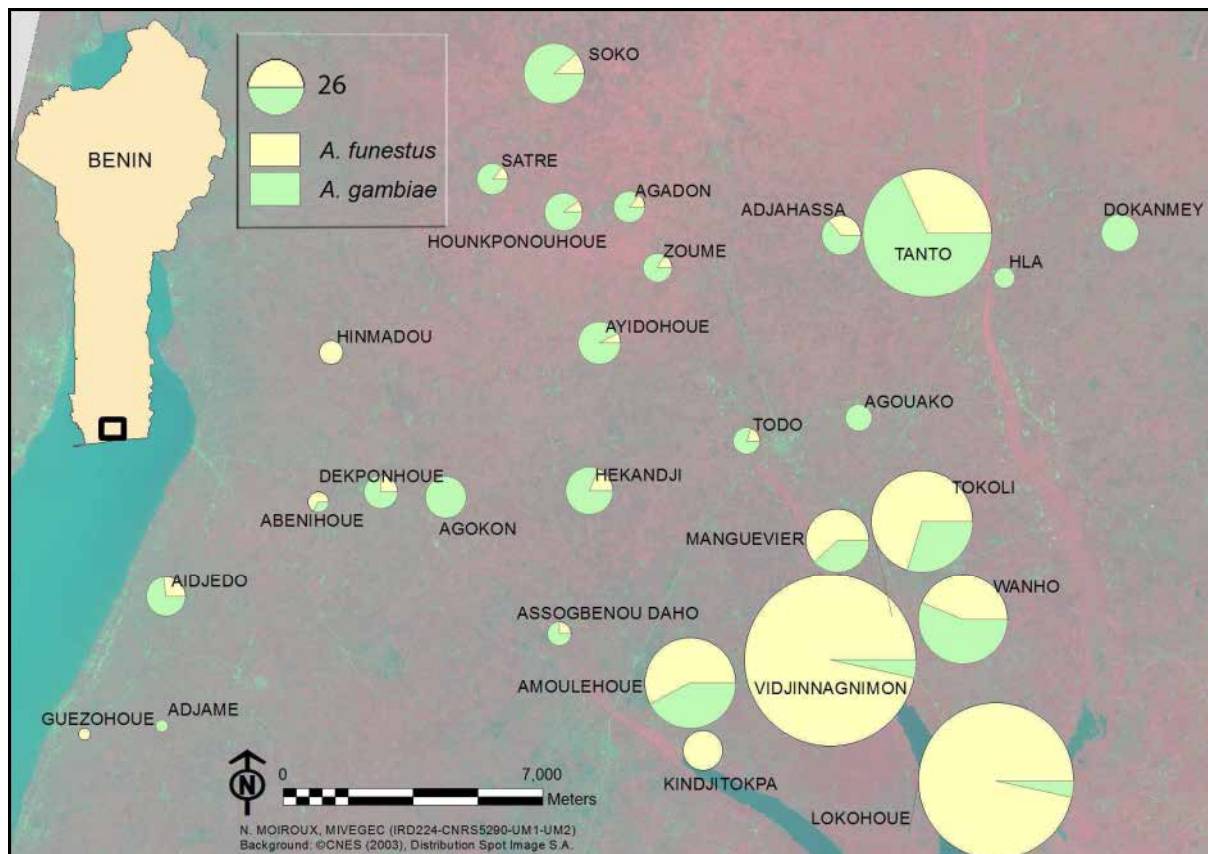 BENIN
26
A. funestus
A. gambiae
SOKO
SATRE
AGADON
HOUNKPONOUHOUE
ZOUME
ADJAHASSA
TANTO
DOKANMEY
HLA
HINMADOU
AYIDOHOUE
AGOUAKO
TODO
DEKPONHOUE
HEKANDJI
TOKOLI
ABENIHOUE
AGOKON
MANGUEVIER
AIDJEDO
WANHO
ASSOGBENOU DAHO
AMOULEHOUE
VIDJINNAGNIMON
GUEZOHOUE
ADJAME
KINDJITOKPA
LOKOHOUE
N
0 7,000
Meters
N. MOIROUX, MIVEGEC (IRD224-CNRS5290-UM1-UM2)
Background: ©CNES (2003), Distribution Spot Image S.A.